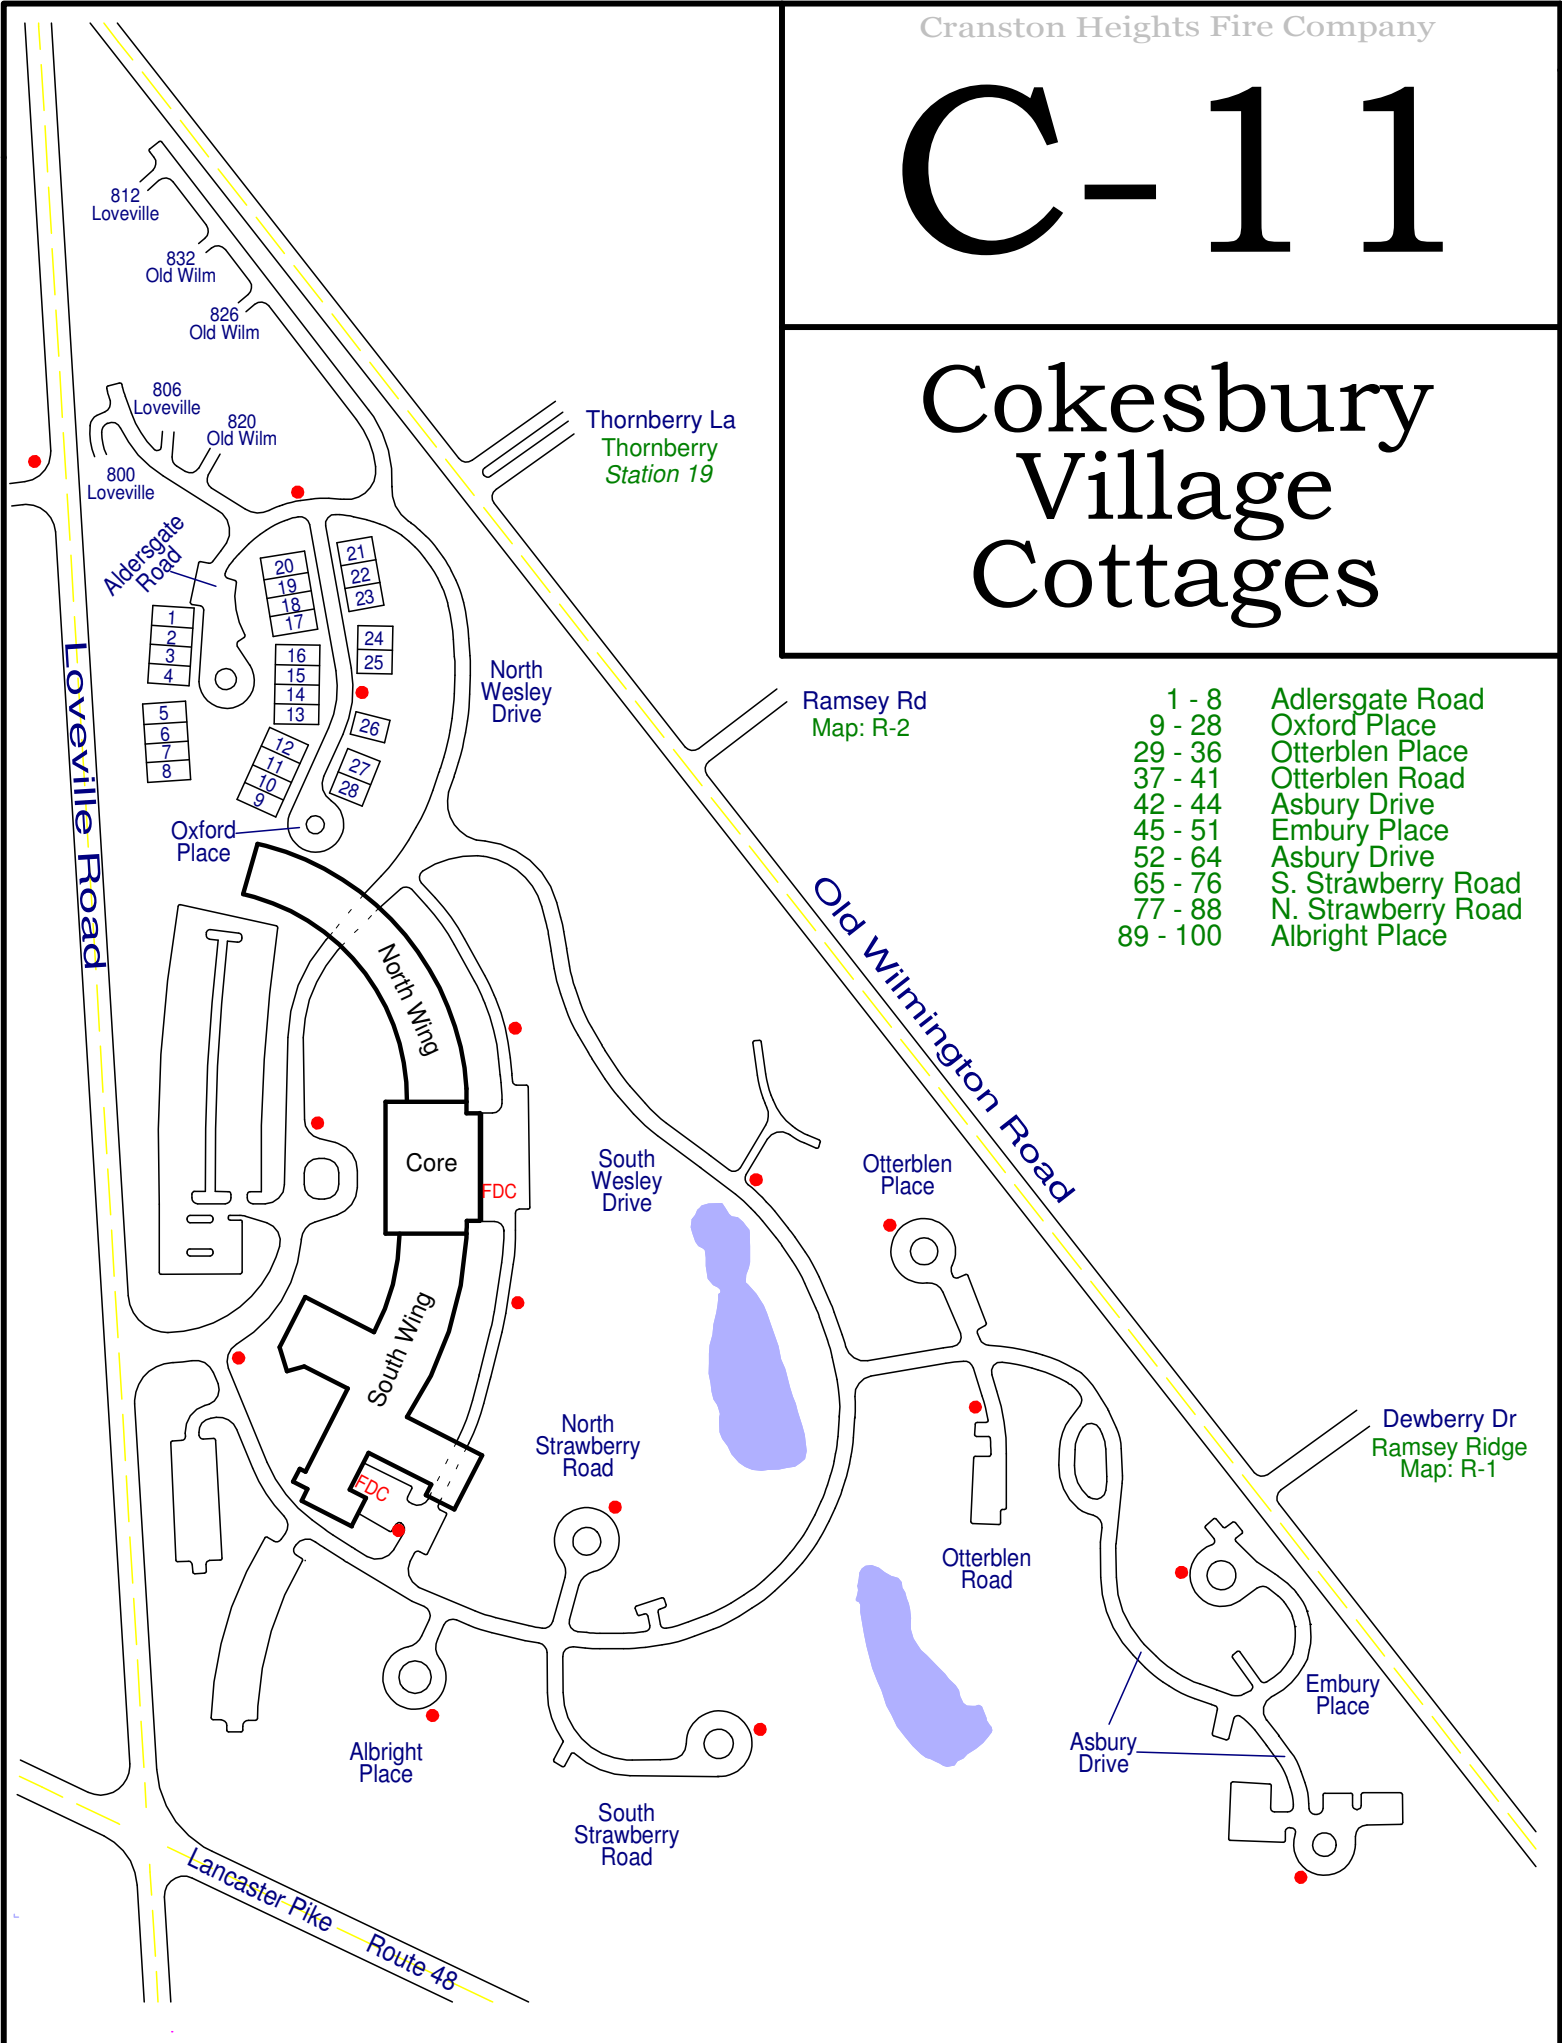 Cranston Heights Fire Company
C-11
Cokesbury
Village
Cottages
812
Loveville
832
Old Wilm
826
Old Wilm
806
Loveville
820
Old Wilm
800
Loveville
Thornberry La
Thornberry
Station 19
Aldersgate
Road
1
2
3
4
5
6
7
8
20
19
18
17
16
15
14
13
12
11
10
9
21
22
23
24
25
26
27
28
Oxford
Place
North
Wesley
Drive
Ramsey Rd
Map: R-2
1 - 8 Adlersgate Road
9 - 28 Oxford Place
29 - 36 Otterblen Place
37 - 41 Otterblen Road
42 - 44 Asbury Drive
45 - 51 Embury Place
52 - 64 Asbury Drive
65 - 76 S. Strawberry Road
77 - 88 N. Strawberry Road
89 - 100 Albright Place
Loveville Road
Old Wilmington Road
North Wing
Core
FDC
South Wing
FDC
South
Wesley
Drive
Otterblen
Place
North
Strawberry
Road
Dewberry Dr
Ramsey Ridge
Map: R-1
Otterblen
Road
Embury
Place
Asbury
Drive
Albright
Place
South
Strawberry
Road
Lancaster Pike
Route 48